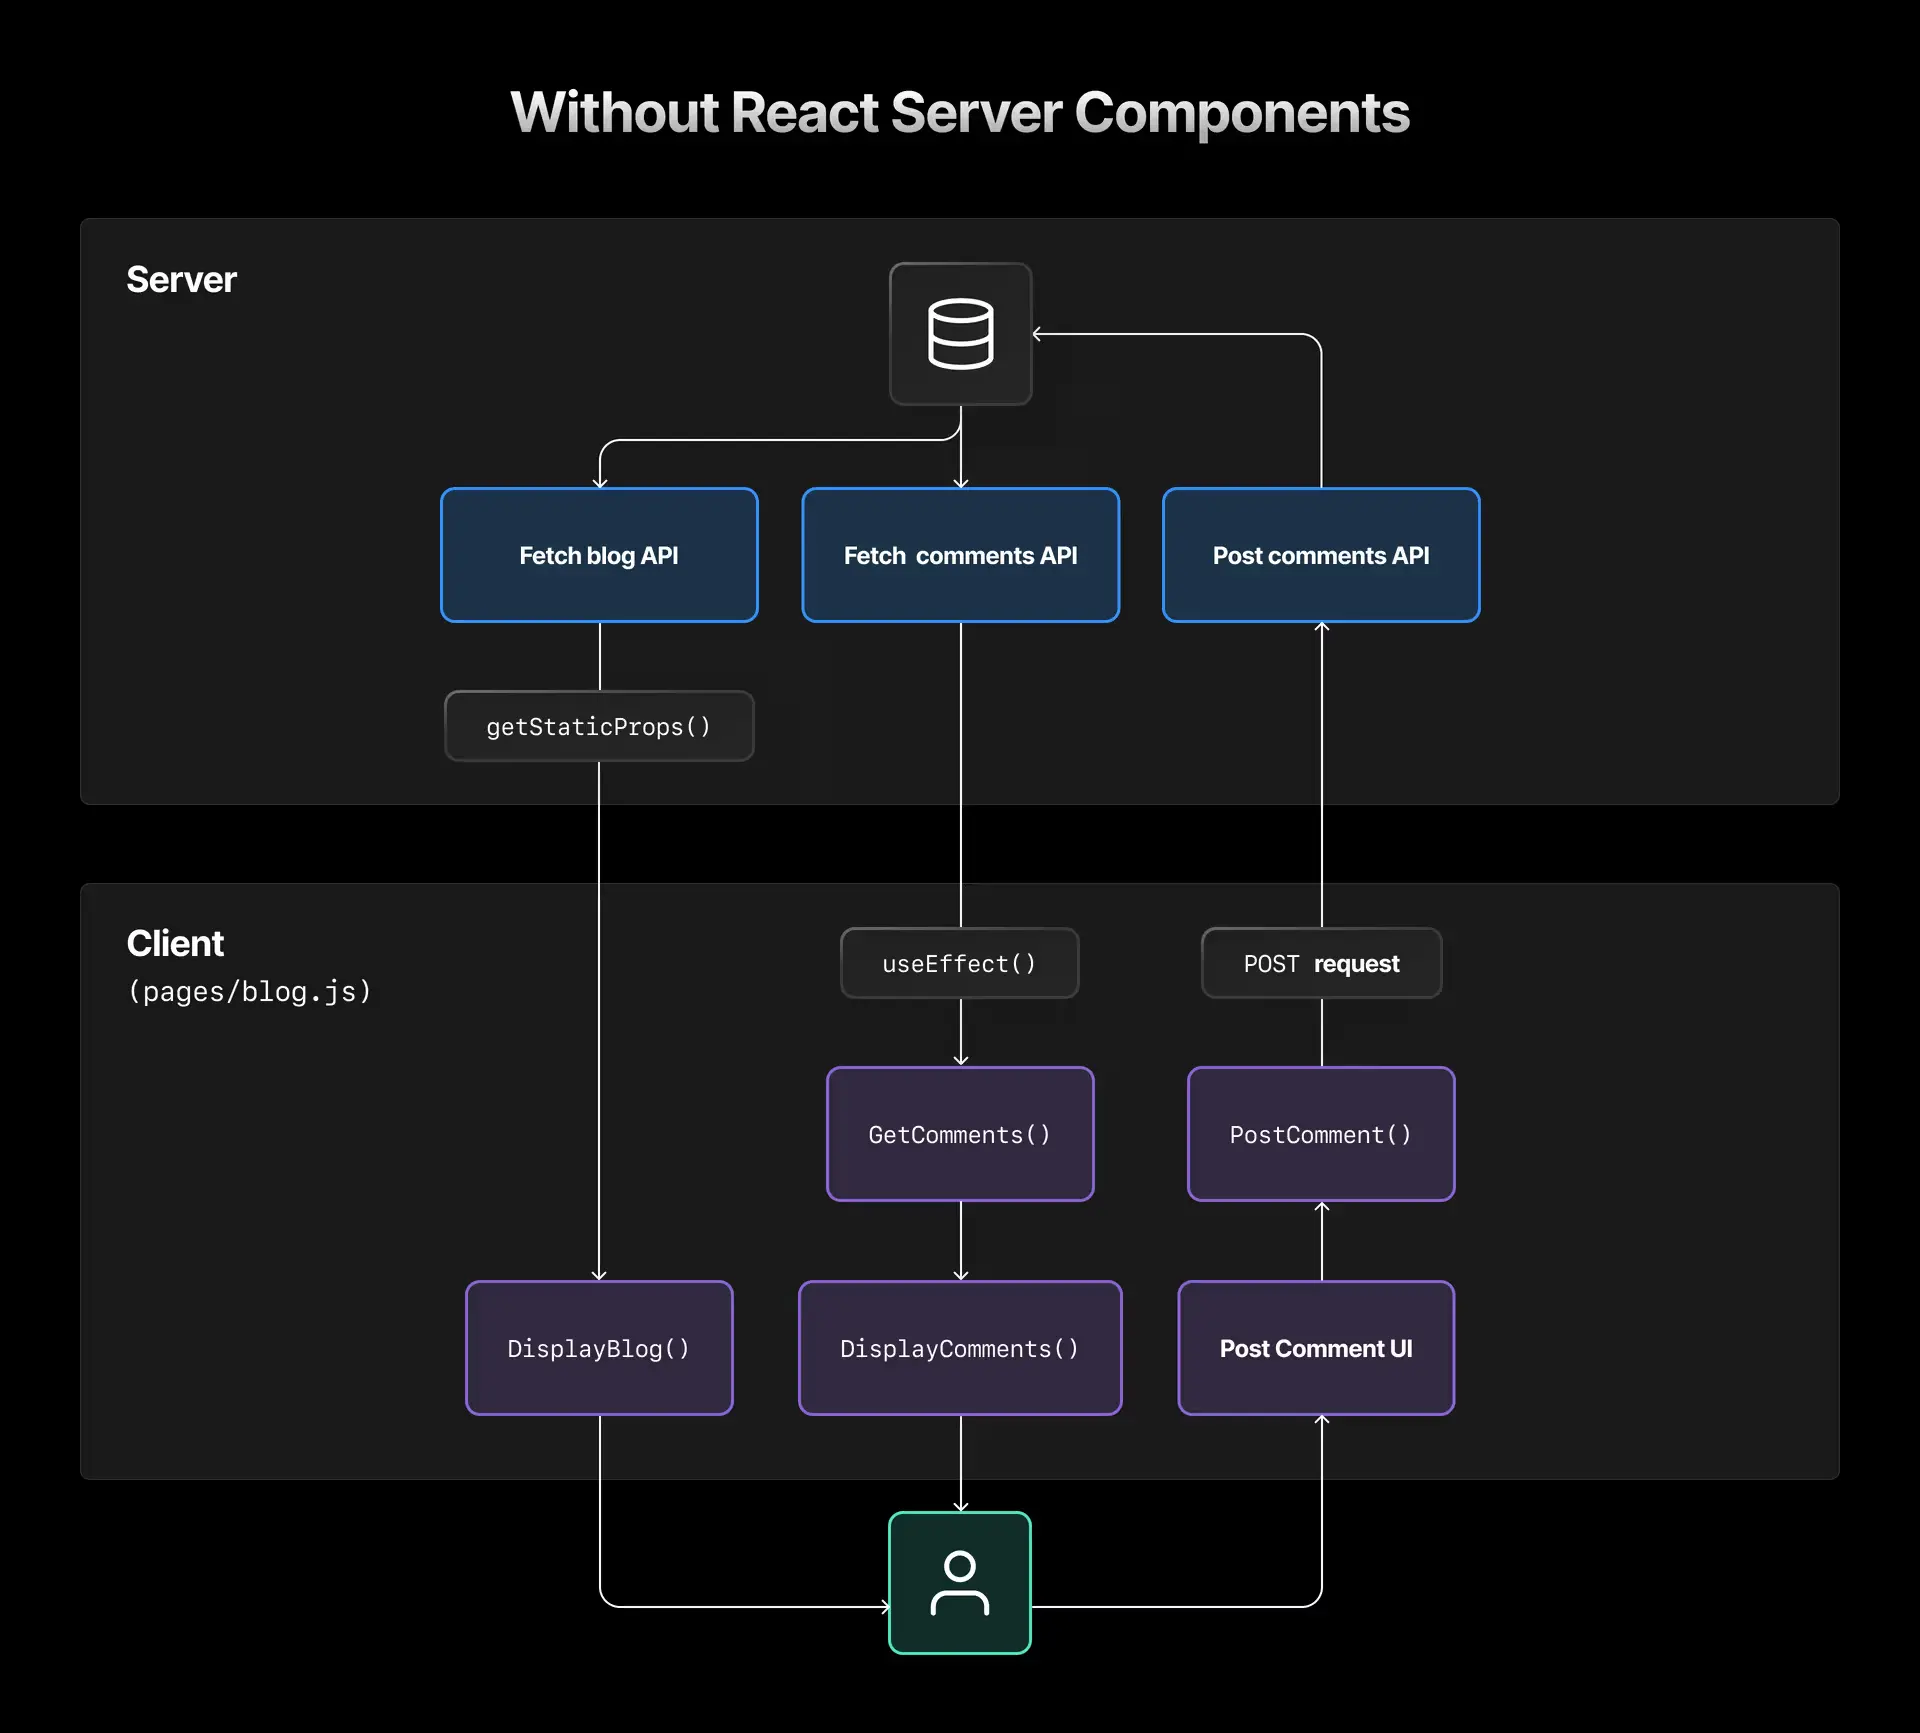 Without React Server Components
Server
Fetch blog API
Fetch comments API
Post comments API
getStaticProps()
Client
(pages/blog.js)
useEffect()
POST request
GetComments()
PostComment()
DisplayBlog()
DisplayComments()
Post Comment UI